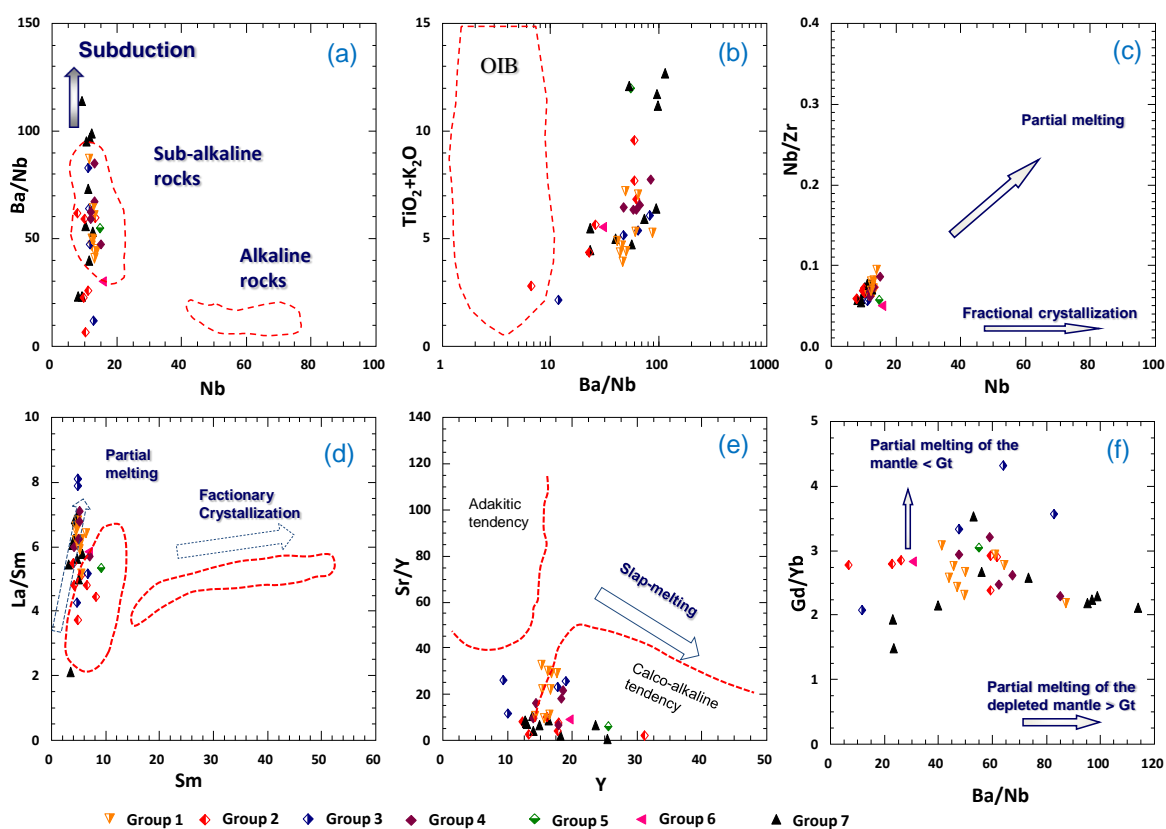 (a)
Subduction
Sub-alkaline
rocks
Alkaline
rocks
Ba/Nb
150
100
50
0
0 20 40 60 80 100
Nb
(b)
OIB
TiO₂+K₂O
15
10
5
0
1 10 100 1000
Ba/Nb
(c)
Partial melting
Fractional crystallization
Nb/Zr
0.4
0.3
0.2
0.1
0.0
0 20 40 60 80 100
Nb
(d)
Partial
melting
Factionary
Crystallization
La/Sm
10
8
6
4
2
0
0 10 20 30 40 50 60
Sm
(e)
Adakitic
tendency
Slap-melting
Calco-alkaline
tendency
Sr/Y
140
120
100
80
60
40
20
0
0 10 20 30 40 50
Y
(f)
Partial melting of the
mantle < Gt
Partial melting of the
depleted mantle > Gt
Gd/Yb
5
4
3
2
1
0
0 20 40 60 80 100 120
Ba/Nb
Group 1 Group 2 Group 3 Group 4 Group 5 Group 6 Group 7